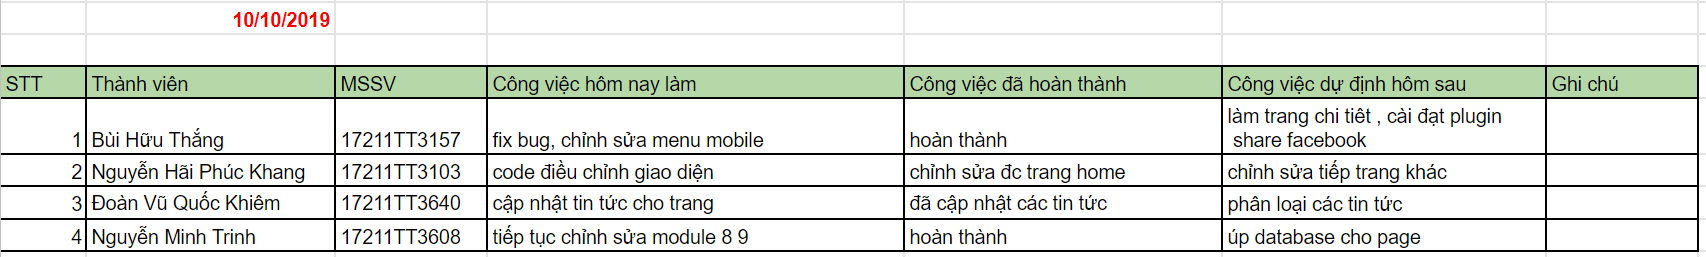 10/10/2019
STT Thành viên MSSV Công việc hôm nay làm Công việc đã hoàn thành Công việc dự định hôm sau Ghi chú
làm trang chi tiêt , cài đạt plugin
1 Bùi Hữu Thắng 17211TT3157 fix bug, chỉnh sửa menu mobile hoàn thành share facebook
2 Nguyễn Hãi Phúc Khang 17211TT3103 code điều chỉnh giao diện chỉnh sửa đc trang home chỉnh sửa tiếp trang khác
3 Đoàn Vũ Quốc Khiêm 17211TT3640 cập nhật tin tức cho trang đã cập nhật các tin tức phân loại các tin tức
4 Nguyễn Minh Trinh 17211TT3608 tiếp tục chỉnh sửa module 8 9 hoàn thành úp database cho page